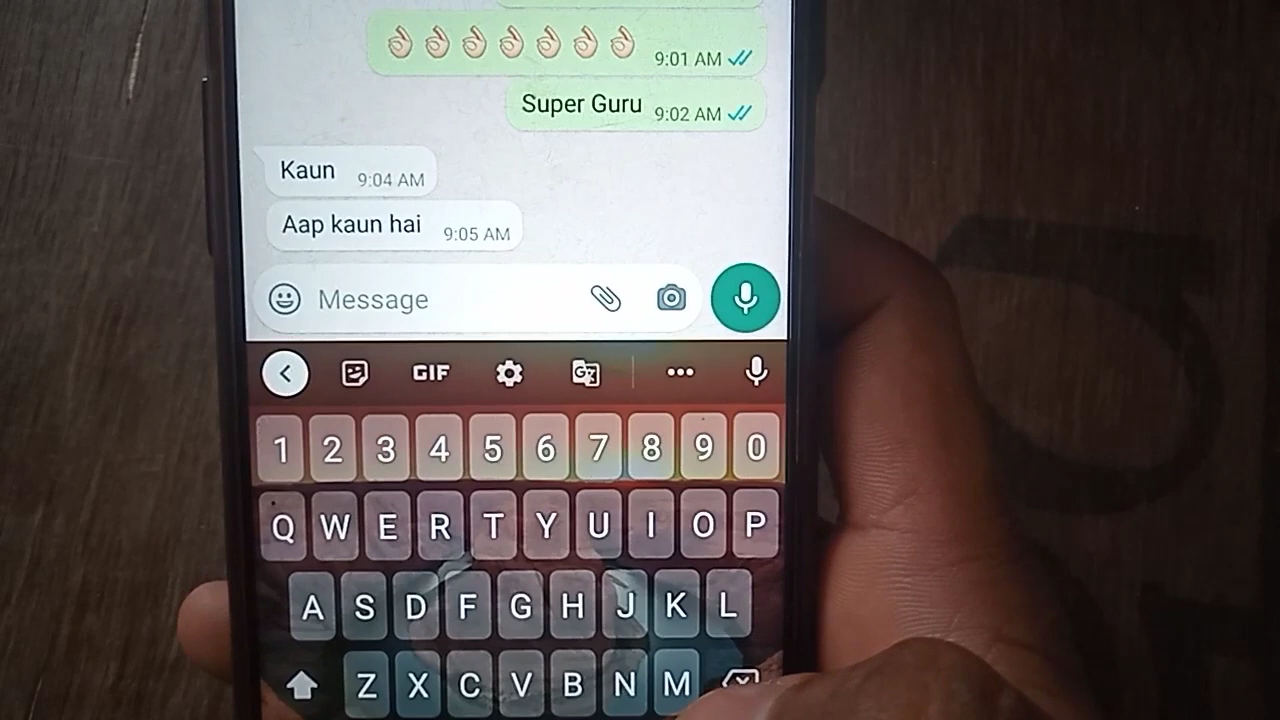 👌🏻👌🏻👌🏻👌🏻👌🏻👌🏻👌🏻 9:01 AM
Super Guru 9:02 AM
Kaun 9:04 AM
Aap kaun hai 9:05 AM
Message
GIF
1 2 3 4 5 6 7 8 9 0
Q W E R T Y U I O P
A S D F G H J K L
Z X C V B N M